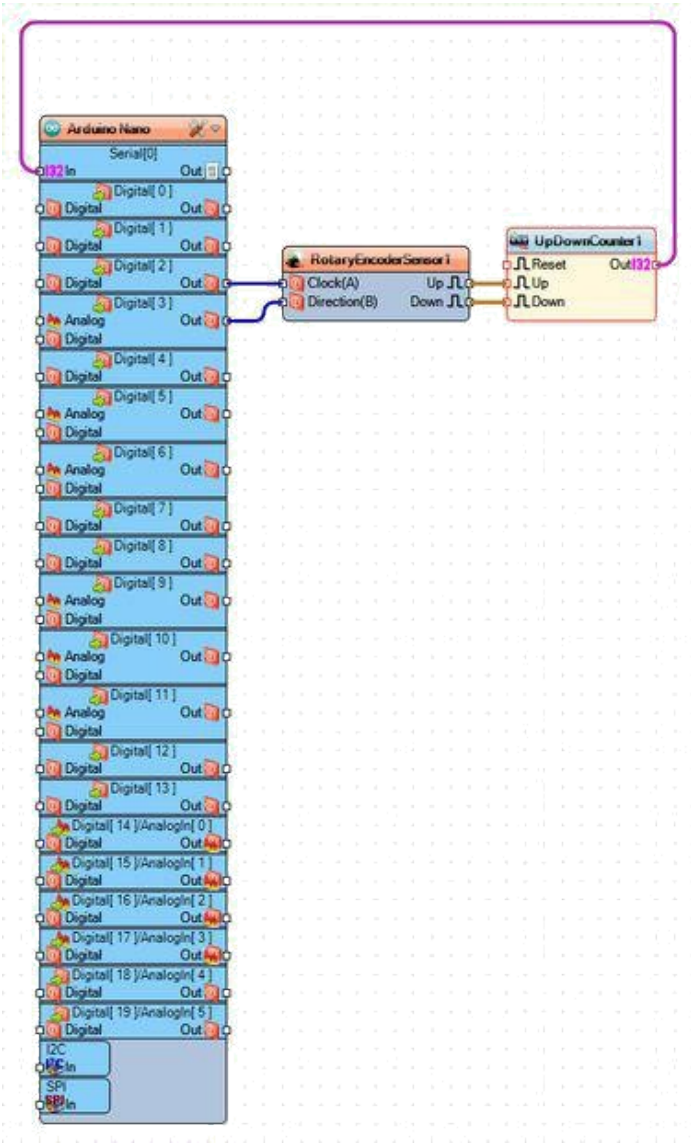 Arduino Nano
Serial[0]
I32 In Out
Digital[ 0 ]
Digital Out
Digital[ 1 ]
Digital Out
Digital[ 2 ]
Digital Out
Digital[ 3 ]
Analog Out
Digital
Digital[ 4 ]
Digital Out
Digital[ 5 ]
Analog Out
Digital
Digital[ 6 ]
Analog Out
Digital
Digital[ 7 ]
Digital Out
Digital[ 8 ]
Digital Out
Digital[ 9 ]
Analog Out
Digital
Digital[ 10 ]
Analog Out
Digital
Digital[ 11 ]
Analog Out
Digital
Digital[ 12 ]
Digital Out
Digital[ 13 ]
Digital Out
Digital[ 14 ]/AnalogIn[ 0 ]
Digital Out
Digital[ 15 ]/AnalogIn[ 1 ]
Digital Out
Digital[ 16 ]/AnalogIn[ 2 ]
Digital Out
Digital[ 17 ]/AnalogIn[ 3 ]
Digital Out
Digital[ 18 ]/AnalogIn[ 4 ]
Digital Out
Digital[ 19 ]/AnalogIn[ 5 ]
Digital Out
I2C
I2C In
SPI
SPI In
RotaryEncoderSensor1
Clock(A) Up
Direction(B) Down
UpDownCounter1
Reset Out I32
Up
Down